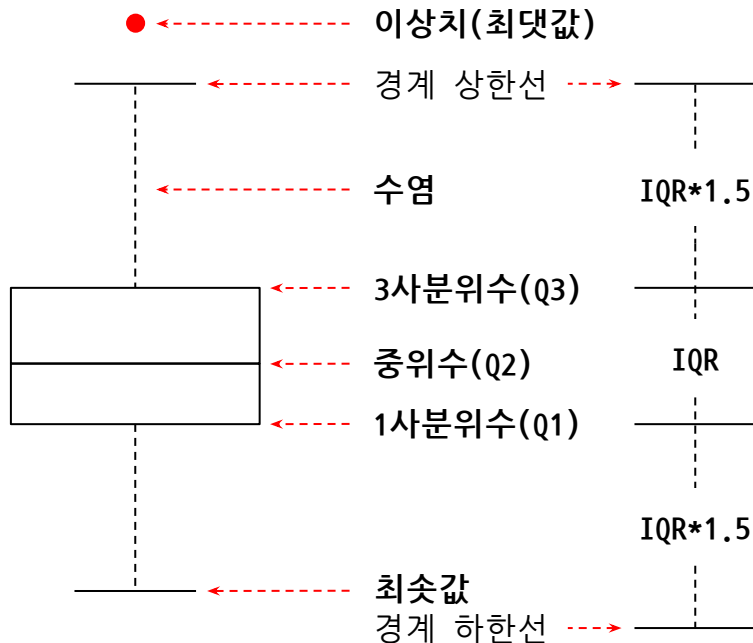 이상치(최댓값)
경계 상한선
수염
IQR*1.5
3사분위수(Q3)
중위수(Q2)
IQR
1사분위수(Q1)
IQR*1.5
최솟값
경계 하한선